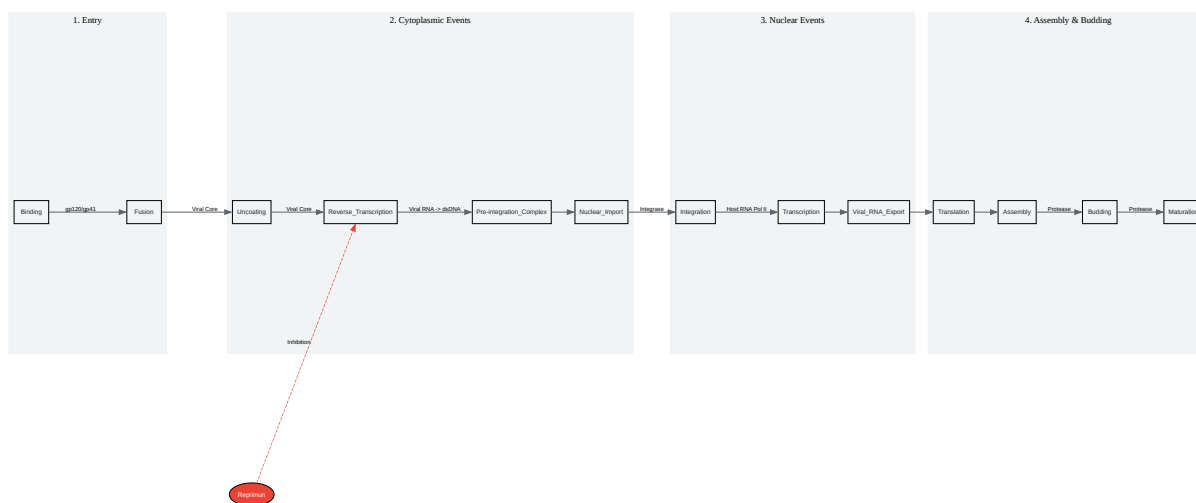 1. Entry
2. Cytoplasmic Events
3. Nuclear Events
4. Assembly & Budding
Binding
gp120/gp41
Fusion
Viral Core
Uncoating
Viral Core
Reverse_Transcription
Viral RNA -> dsDNA
Pre-integration_Complex
Nuclear_Import
Integrase
Integration
Host RNA Pol II
Transcription
Viral_RNA_Export
Translation
Assembly
Protease
Budding
Protease
Maturation
Inhibition
Reprimun